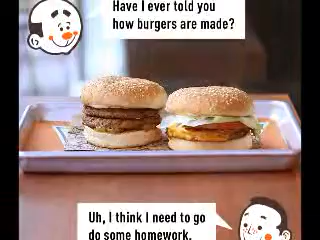 Have I ever told you
how burgers are made?
Uh, I think I need to go
do some homework.